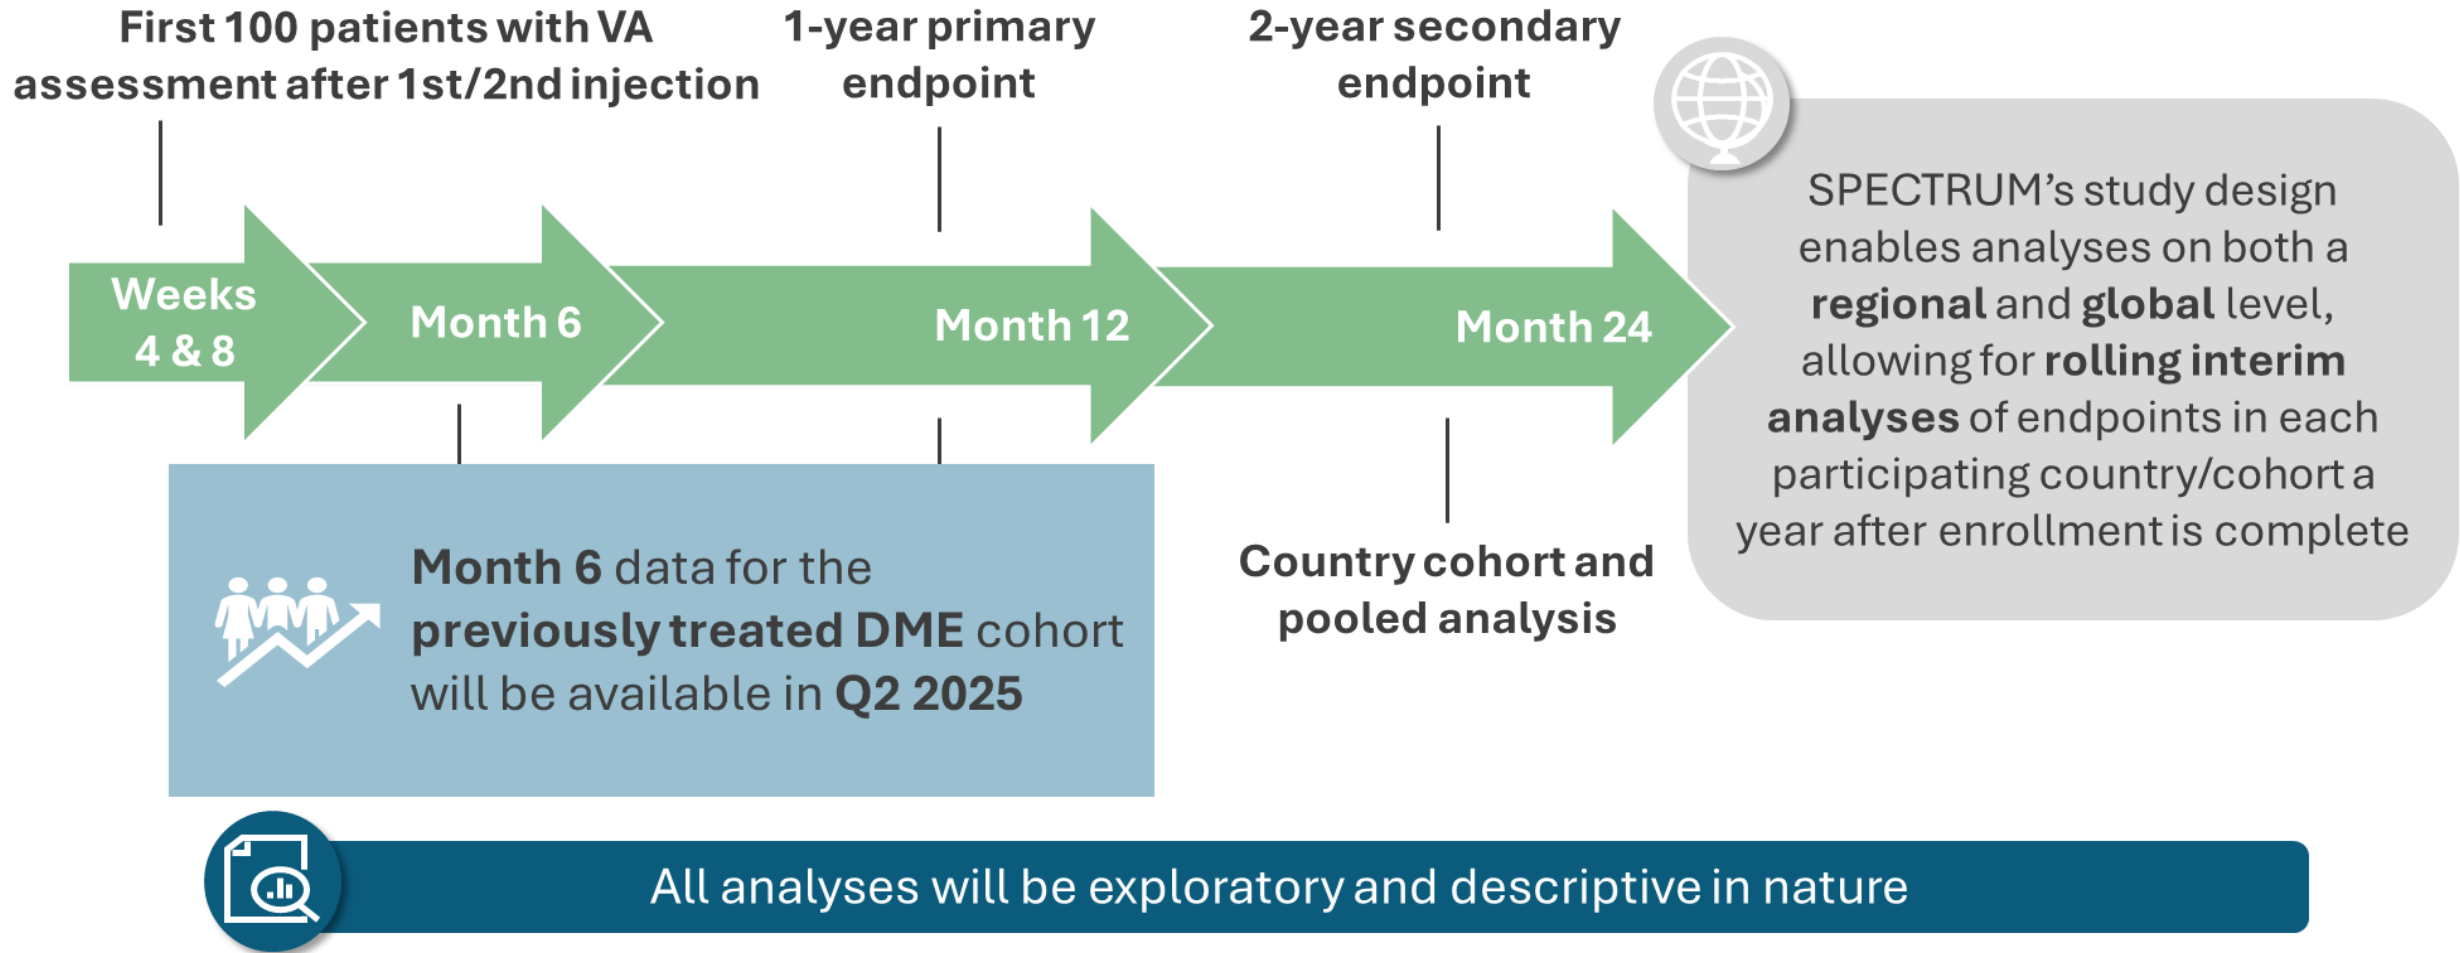 First 100 patients with VA
assessment after 1st/2nd injection
1-year primary
endpoint
2-year secondary
endpoint
Weeks
4 & 8
Month 6
Month 12
Month 24
SPECTRUM’s study design
enables analyses on both a
regional and global level,
allowing for rolling interim
analyses of endpoints in each
participating country/cohort a
year after enrollment is complete
Month 6 data for the
previously treated DME cohort
will be available in Q2 2025
Country cohort and
pooled analysis
All analyses will be exploratory and descriptive in nature